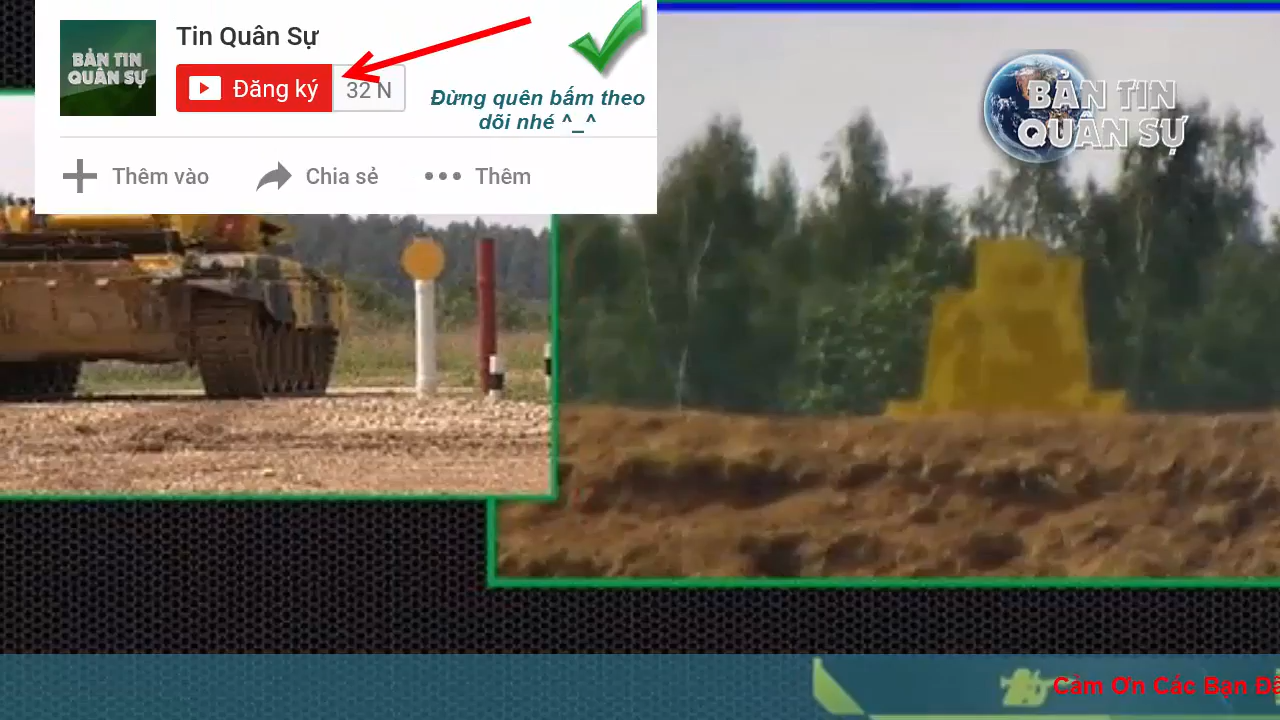 BẢN TIN
QUÂN SỰ
Tin Quân Sự
Đăng ký
32 N
Đừng quên bấm theo
dõi nhé ^_^
Thêm vào
Chia sẻ
Thêm
BẢN TIN
QUÂN SỰ
Cảm Ơn Các Bạn Đã